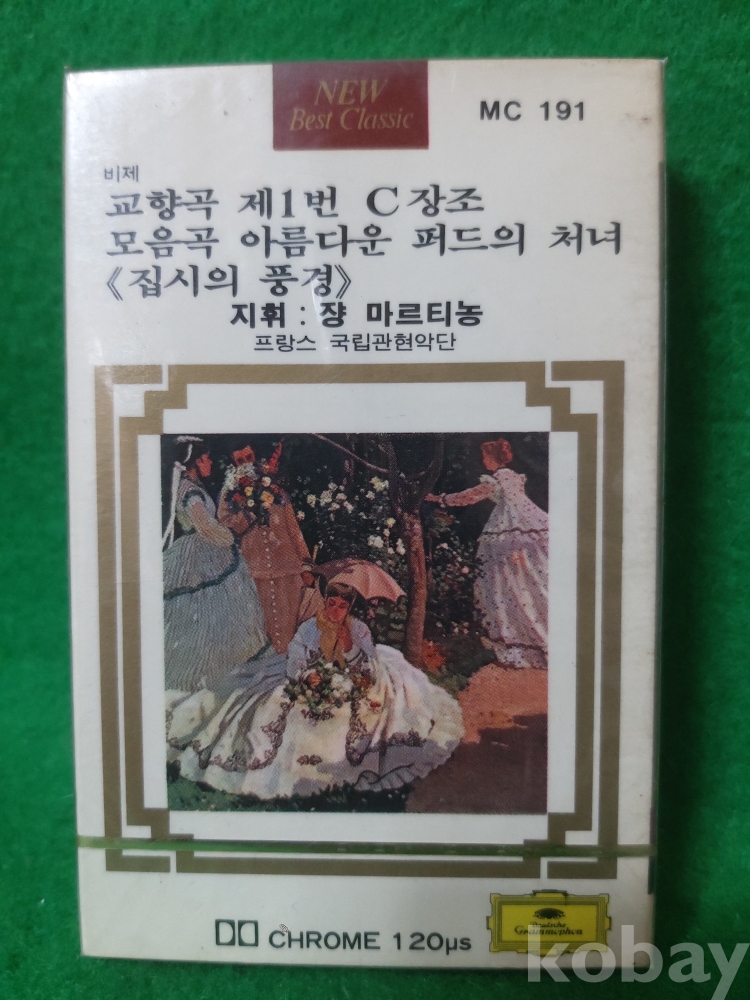 NEW
Best Classic
MC 191
비제
교향곡 제1번 C장조
모음곡 아름다운 퍼드의 처녀
《집시의 풍경》
지휘 : 쟝 마르티농
프랑스 국립관현악단
Deutsche
Grammophon
CHROME 120µs
kobay